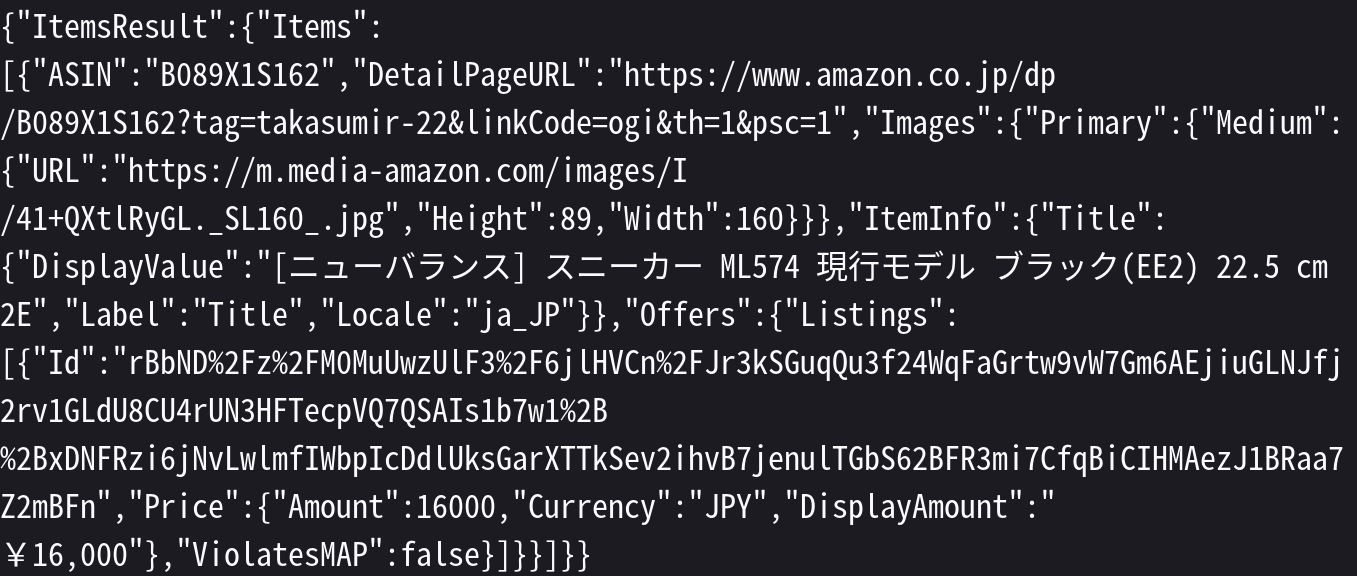 {"ItemsResult":{"Items":
[{"ASIN":"B089X1S162","DetailPageURL":"https://www.amazon.co.jp/dp
/B089X1S162?tag=takasumir-22&linkCode=ogi&th=1&psc=1","Images":{"Primary":{"Medium":
{"URL":"https://m.media-amazon.com/images/I
/41+QXtlRyGL._SL160_.jpg","Height":89,"Width":160}}},"ItemInfo":{"Title":
{"DisplayValue":"[ニューバランス] スニーカー ML574 現行モデル ブラック(EE2) 22.5 cm
2E","Label":"Title","Locale":"ja_JP"}},"Offers":{"Listings":
[{"Id":"rBbND%2Fz%2FM0MuUwzUlF3%2F6jlHVCn%2FJr3kSGuqQu3f24WqFaGrtw9vW7Gm6AEjiuGLNJfj
2rv1GLdU8CU4rUN3HFTecpVQ7QSAIs1b7w1%2B
%2BxDNFRzi6jNvLwlmfIWbpIcDdlUksGarXTTkSev2ihvB7jenulTGbS62BFR3mi7CfqBiCIHMAezJ1BRaa7
Z2mBFn","Price":{"Amount":16000,"Currency":"JPY","DisplayAmount":"
￥16,000"},"ViolatesMAP":false}]}}]}}